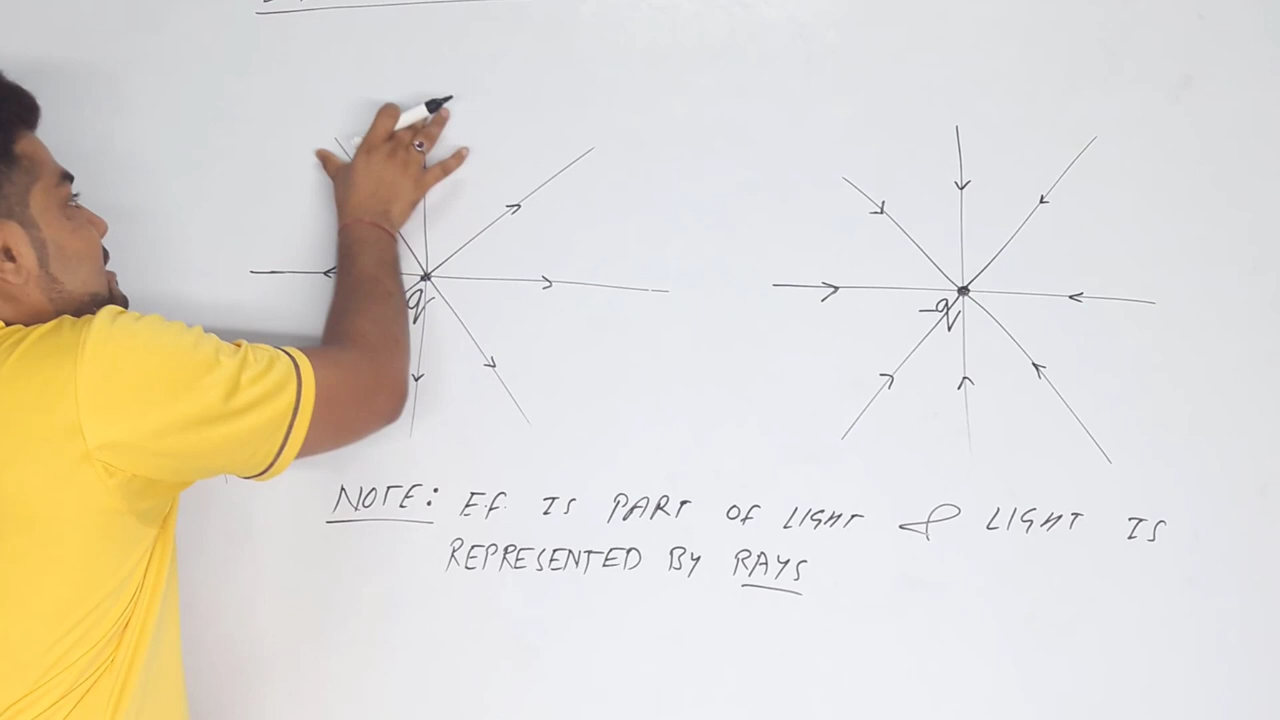 q
-q
NOTE: E.f. IS PART OF LIGHT & LIGHT IS
REPRESENTED BY RAYS